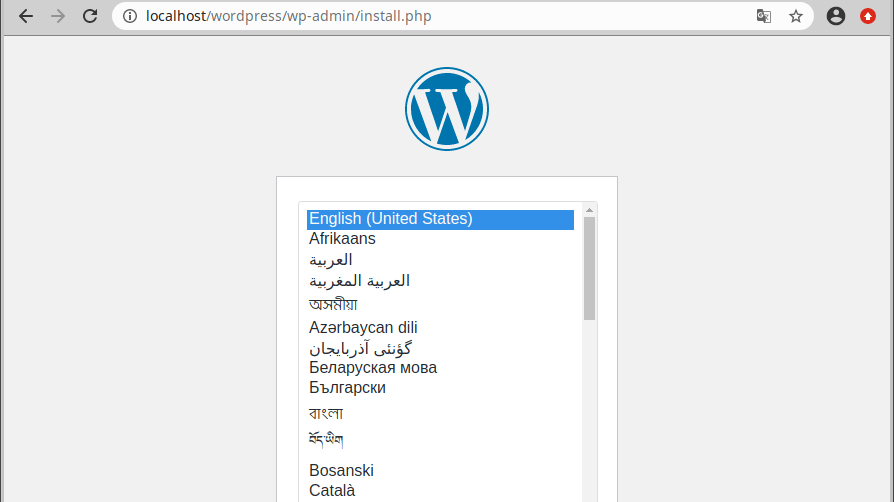 localhost/wordpress/wp-admin/install.php
English (United States)
Afrikaans
العربية
العربية المغربية
অসমীয়া
Azərbaycan dili
گؤنئی آذربایجان
Беларуская мова
Български
বাংলা
བོད་ཡིག
Bosanski
Català